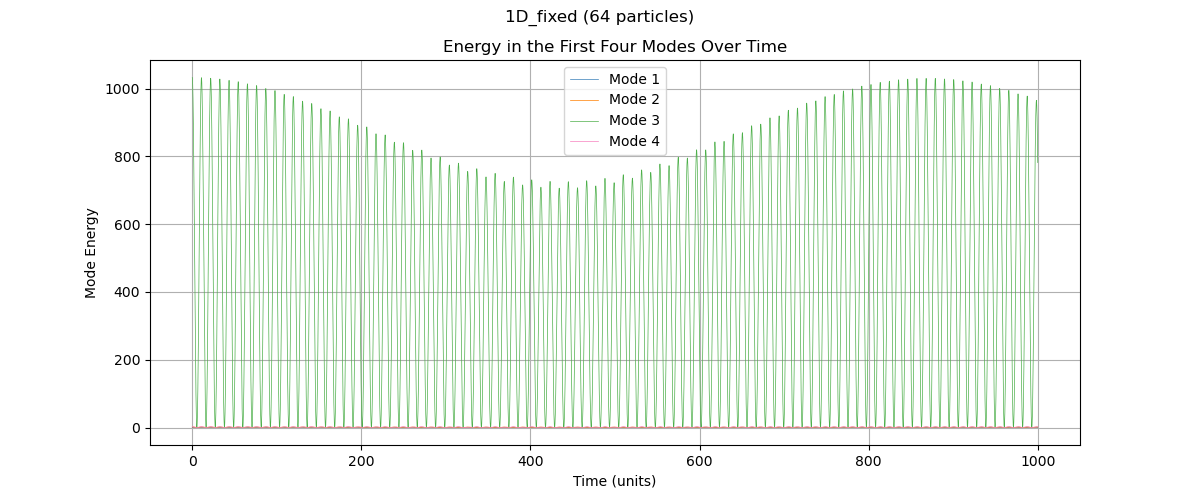 1D_fixed (64 particles)
Energy in the First Four Modes Over Time
Mode 1
Mode 2
Mode 3
Mode 4
Mode Energy
1000
800
600
400
200
0
0 200 400 600 800 1000
Time (units)